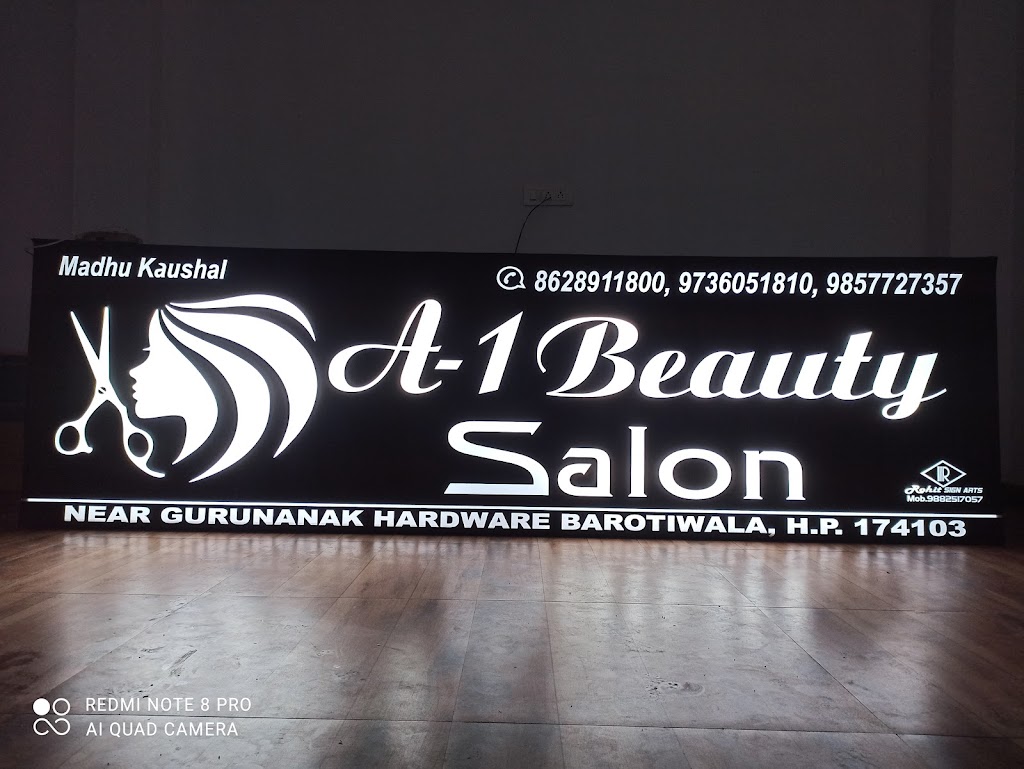 Madhu Kaushal
8628911800, 9736051810, 9857727357
A-1 Beauty
Salon
R
Rohit SIGN ARTS
Mob.9882517057
NEAR GURUNANAK HARDWARE BAROTIWALA, H.P. 174103
REDMI NOTE 8 PRO
AI QUAD CAMERA